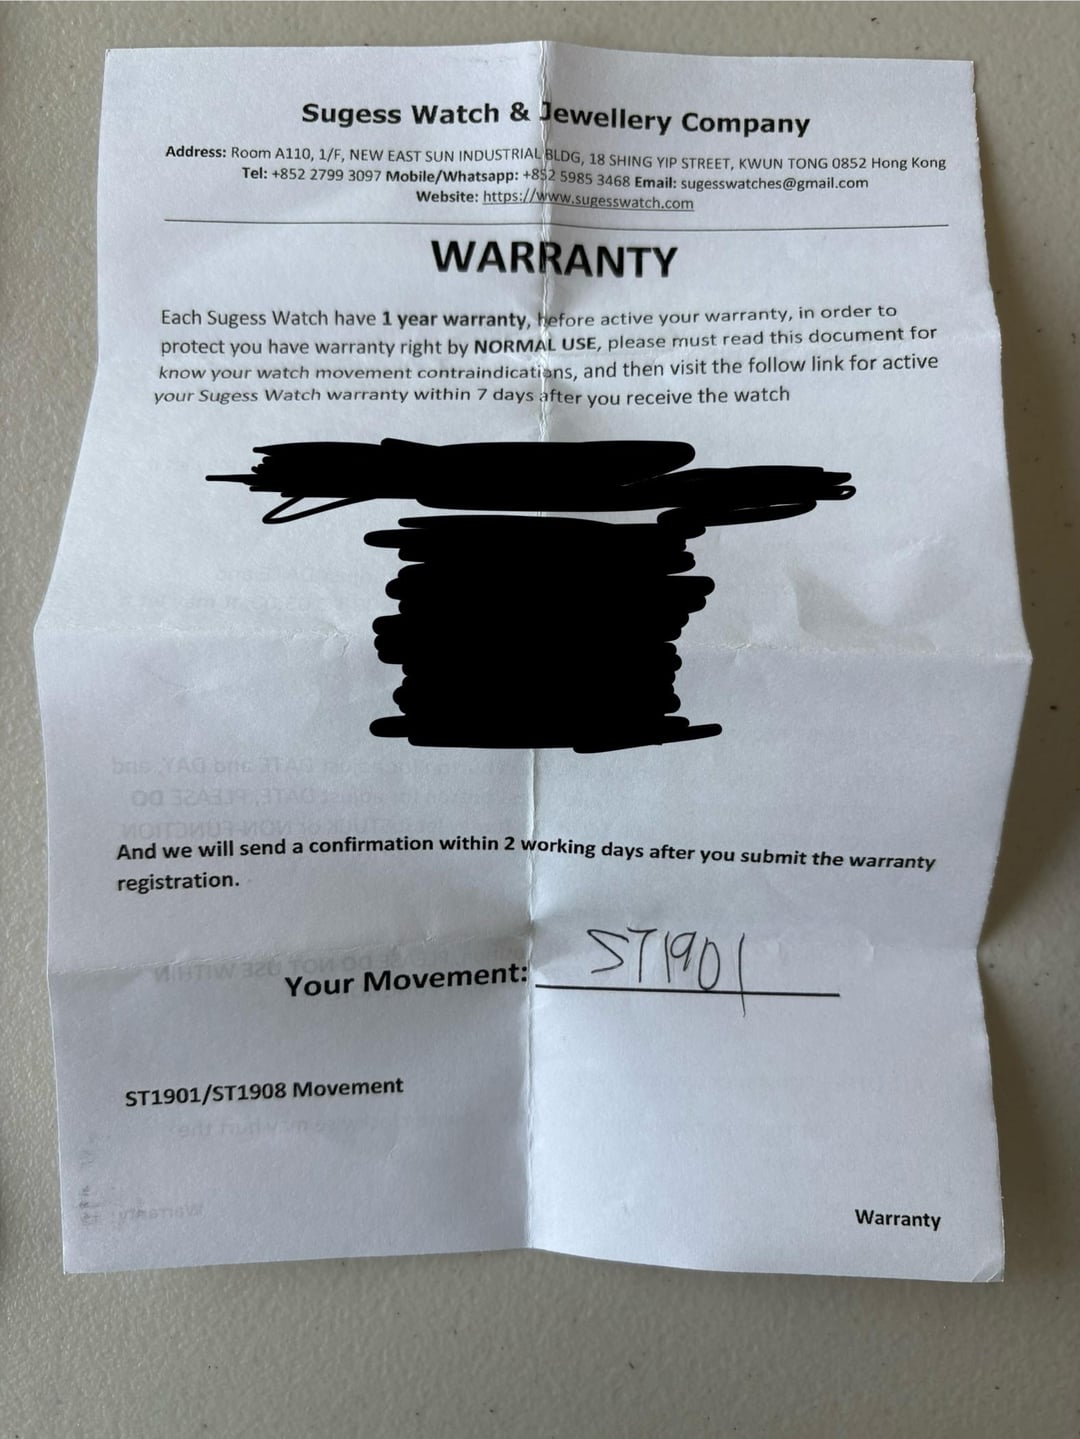 Sugess Watch & Jewellery Company
Address: Room A110, 1/F, NEW EAST SUN INDUSTRIAL BLDG, 18 SHING YIP STREET, KWUN TONG 0852 Hong Kong
Tel: +852 2799 3097 Mobile/Whatsapp: +852 5985 3468 Email: sugesswatches@gmail.com
Website: https://www.sugesswatch.com
WARRANTY
Each Sugess Watch have 1 year warranty, before active your warranty, in order to
protect you have warranty right by NORMAL USE, please must read this document for
know your watch movement contraindications, and then visit the follow link for active
your Sugess Watch warranty within 7 days after you receive the watch
And we will send a confirmation within 2 working days after you submit the warranty
registration.
Your Movement: ST1901
ST1901/ST1908 Movement
Warranty